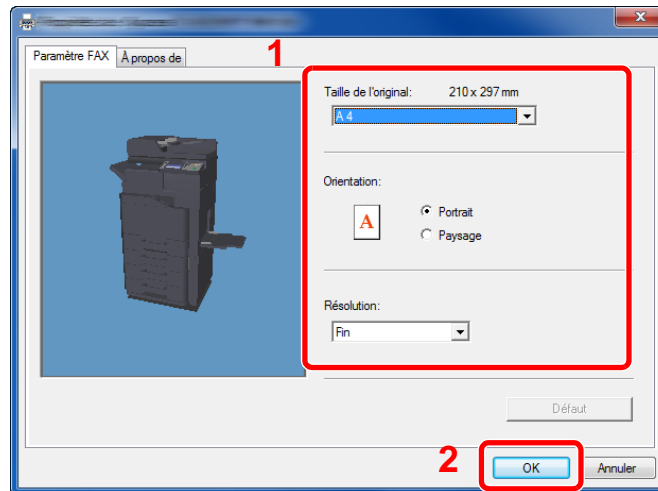 Paramètre FAX
À propos de
1
Taille de l'original: 210 x 297 mm
A4
Orientation:
A
Portrait
Paysage
Résolution:
Fin
Défaut
2
OK
Annuler